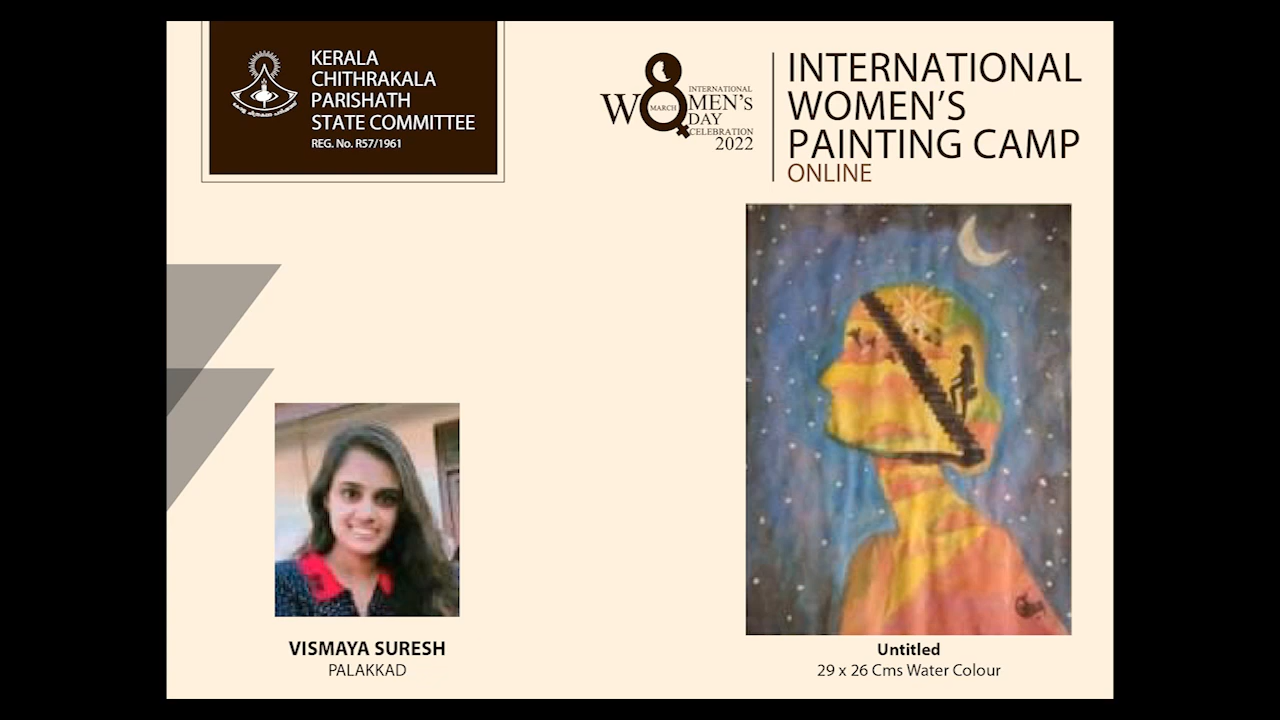 KERALA
CHITHRAKALA
PARISHATH
STATE COMMITTEE
REG. No. R57/1961
INTERNATIONAL
WOMEN's
MARCH
DAY
CELEBRATION
2022
INTERNATIONAL
WOMEN'S
PAINTING CAMP
ONLINE
VISMAYA SURESH
PALAKKAD
Untitled
29 x 26 Cms Water Colour